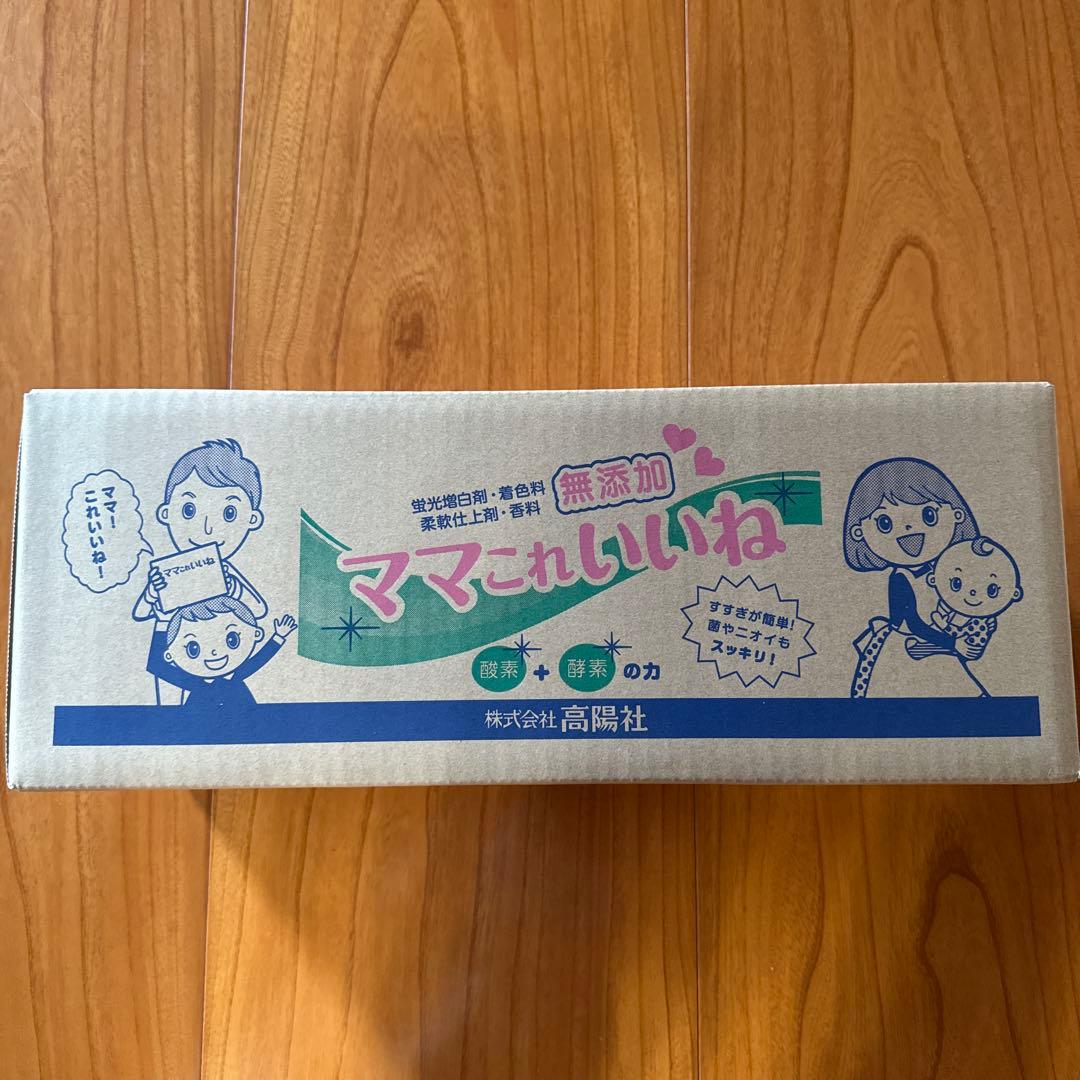 ママ！
これいいね！
ママこれいいね
蛍光増白剤・着色料
柔軟仕上剤・香料
無添加
ママこれいいね
酸素＋酵素の力
すすぎが簡単！
菌やニオイも
スッキリ！
株式会社 高陽社